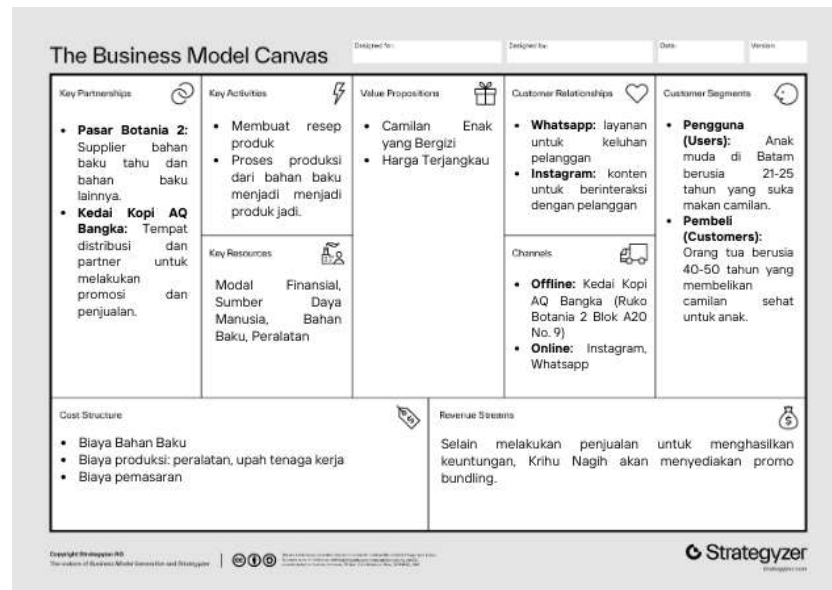 The Business Model Canvas
Designed for:
Designed by:
Date:
Version:
Key Partnerships
• Pasar Botania 2:
Supplier bahan
baku tahu dan
bahan baku
lainnya.
• Kedai Kopi AQ
Bangka: Tempat
distribusi dan
partner untuk
melakukan
promosi dan
penjualan.
Key Activities
• Membuat resep
produk
• Proses produksi
dari bahan baku
menjadi menjadi
produk jadi.
Key Resources
Modal Finansial,
Sumber Daya
Manusia, Bahan
Baku, Peralatan
Value Propositions
• Camilan Enak
yang Bergizi
• Harga Terjangkau
Customer Relationships
• Whatsapp: layanan
untuk keluhan
pelanggan
• Instagram: konten
untuk berinteraksi
dengan pelanggan
Channels
• Offline: Kedai Kopi
AQ Bangka (Ruko
Botania 2 Blok A20
No. 9)
• Online: Instagram,
Whatsapp
Customer Segments
• Pengguna
(Users): Anak
muda di Batam
berusia 21-25
tahun yang suka
makan camilan.
• Pembeli
(Customers):
Orang tua berusia
40-50 tahun yang
membelikan
camilan sehat
untuk anak.
Cost Structure
• Biaya Bahan Baku
• Biaya produksi: peralatan, upah tenaga kerja
• Biaya pemasaran
Revenue Streams
Selain melakukan penjualan untuk menghasilkan
keuntungan, Krihu Nagih akan menyediakan promo
bundling.
Copyright Strategyzer AG
The makers of Business Model Generation and Strategyzer
Strategyzer
strategyzer.com